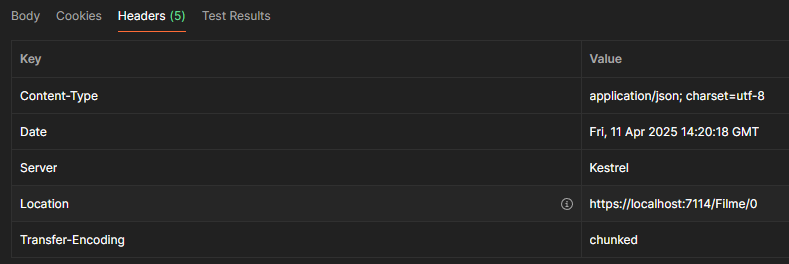 Body Cookies Headers (5) Test Results
Key Value
Content-Type application/json; charset=utf-8
Date Fri, 11 Apr 2025 14:20:18 GMT
Server Kestrel
Location https://localhost:7114/Filme/0
Transfer-Encoding chunked